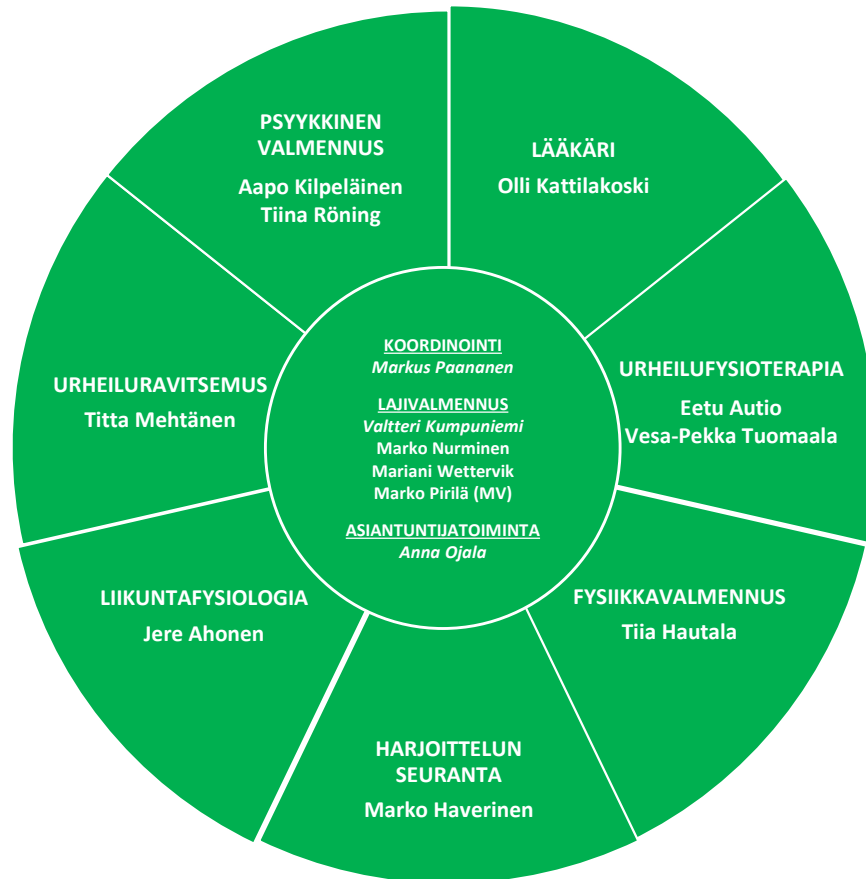 PSYYKKINEN
VALMENNUS
Aapo Kilpeläinen
Tiina Röning
LÄÄKÄRI
Olli Kattilakoski
URHEILUFYSIOTERAPIA
Eetu Autio
Vesa-Pekka Tuomaala
FYSIIKKAVALMENNUS
Tiia Hautala
HARJOITTELUN
SEURANTA
Marko Haverinen
LIIKUNTAFYSIOLOGIA
Jere Ahonen
URHEILURAVITSEMUS
Titta Mehtänen
KOORDINOINTI
Markus Paananen
LAJIVALMENNUS
Valtteri Kumpuniemi
Marko Nurminen
Mariani Wettervik
Marko Pirilä (MV)
ASIANTUNTIJATOIMINTA
Anna Ojala